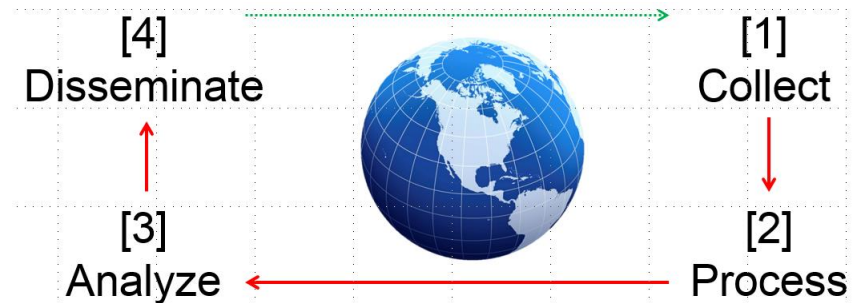 [4]
Disseminate
[1]
Collect
[3]
Analyze
[2]
Process